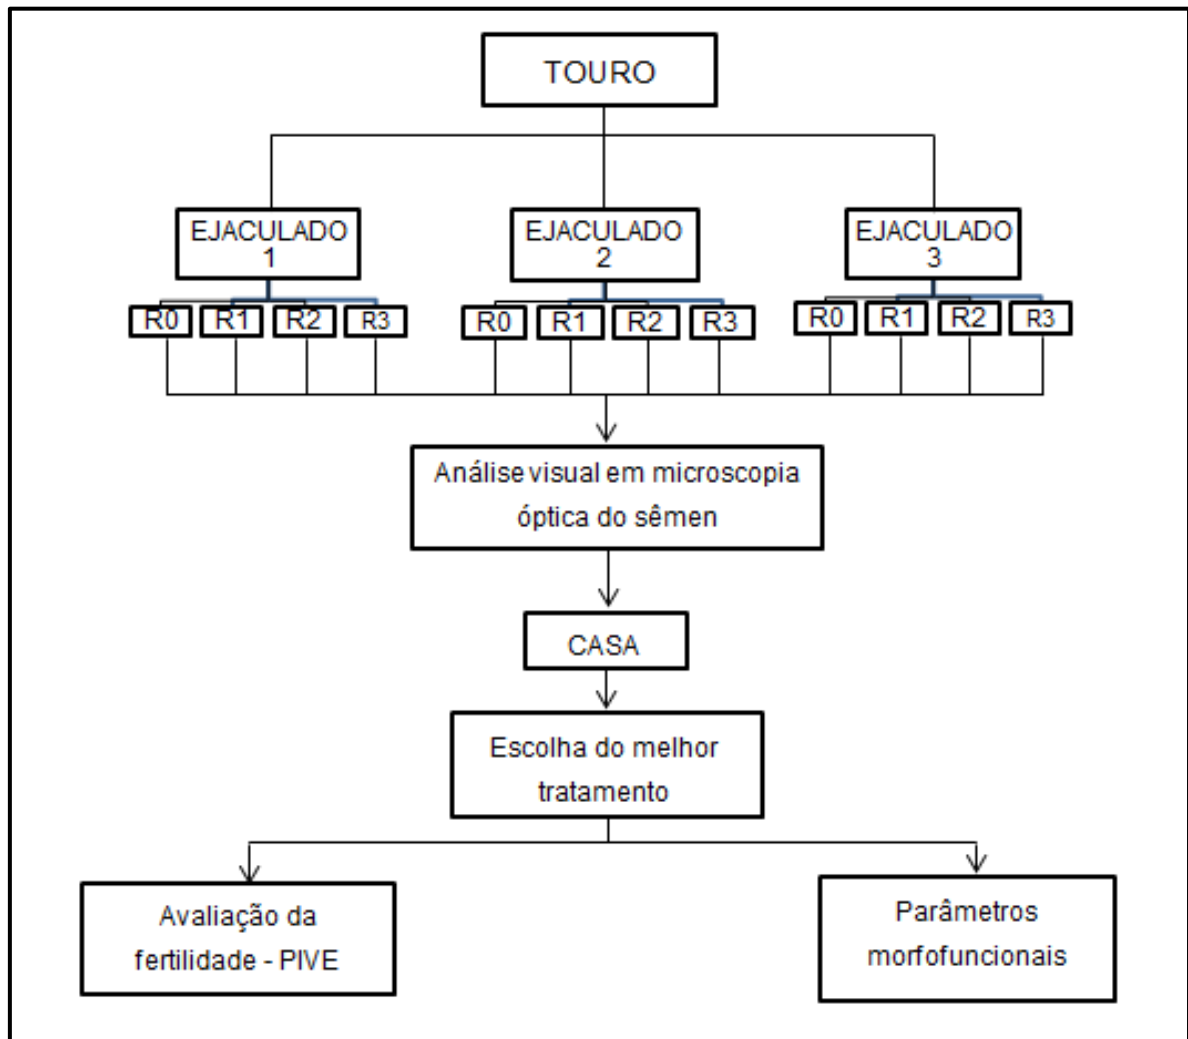 TOURO
EJACULADO
1
EJACULADO
2
EJACULADO
3
R0 R1 R2 R3
R0 R1 R2 R3
R0 R1 R2 R3
Análise visual em microscopia
óptica do sêmen
CASA
Escolha do melhor
tratamento
Avaliação da
fertilidade - PIVE
Parâmetros
morfofuncionais